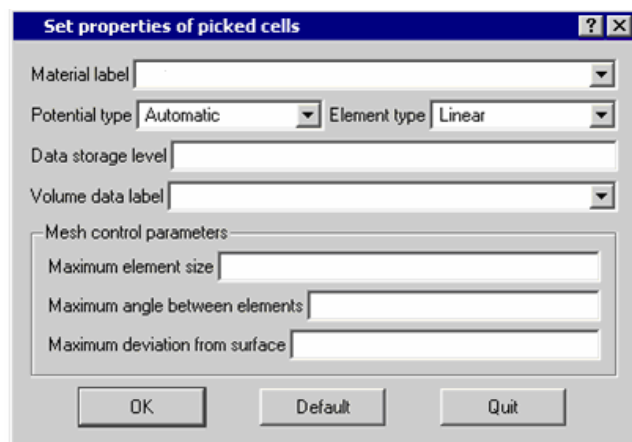 Set properties of picked cells ? X
Material label
Potential type Automatic Element type Linear
Data storage level
Volume data label
Mesh control parameters
Maximum element size
Maximum angle between elements
Maximum deviation from surface
OK Default Quit